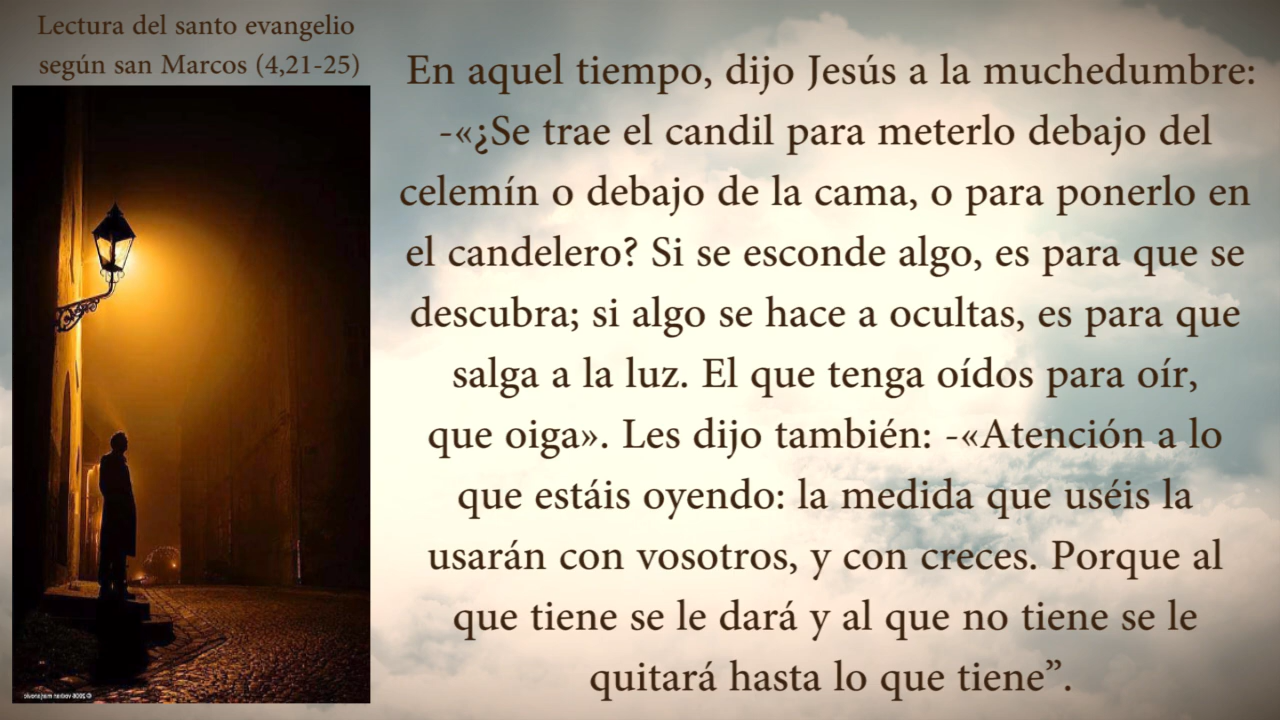 Lectura del santo evangelio
según san Marcos (4,21-25)
En aquel tiempo, dijo Jesús a la muchedumbre:
-«¿Se trae el candil para meterlo debajo del
celemín o debajo de la cama, o para ponerlo en
el candelero? Si se esconde algo, es para que se
descubra; si algo se hace a ocultas, es para que
salga a la luz. El que tenga oídos para oír,
que oiga». Les dijo también: -«Atención a lo
que estáis oyendo: la medida que uséis la
usarán con vosotros, y con creces. Porque al
que tiene se le dará y al que no tiene se le
quitará hasta lo que tiene”.